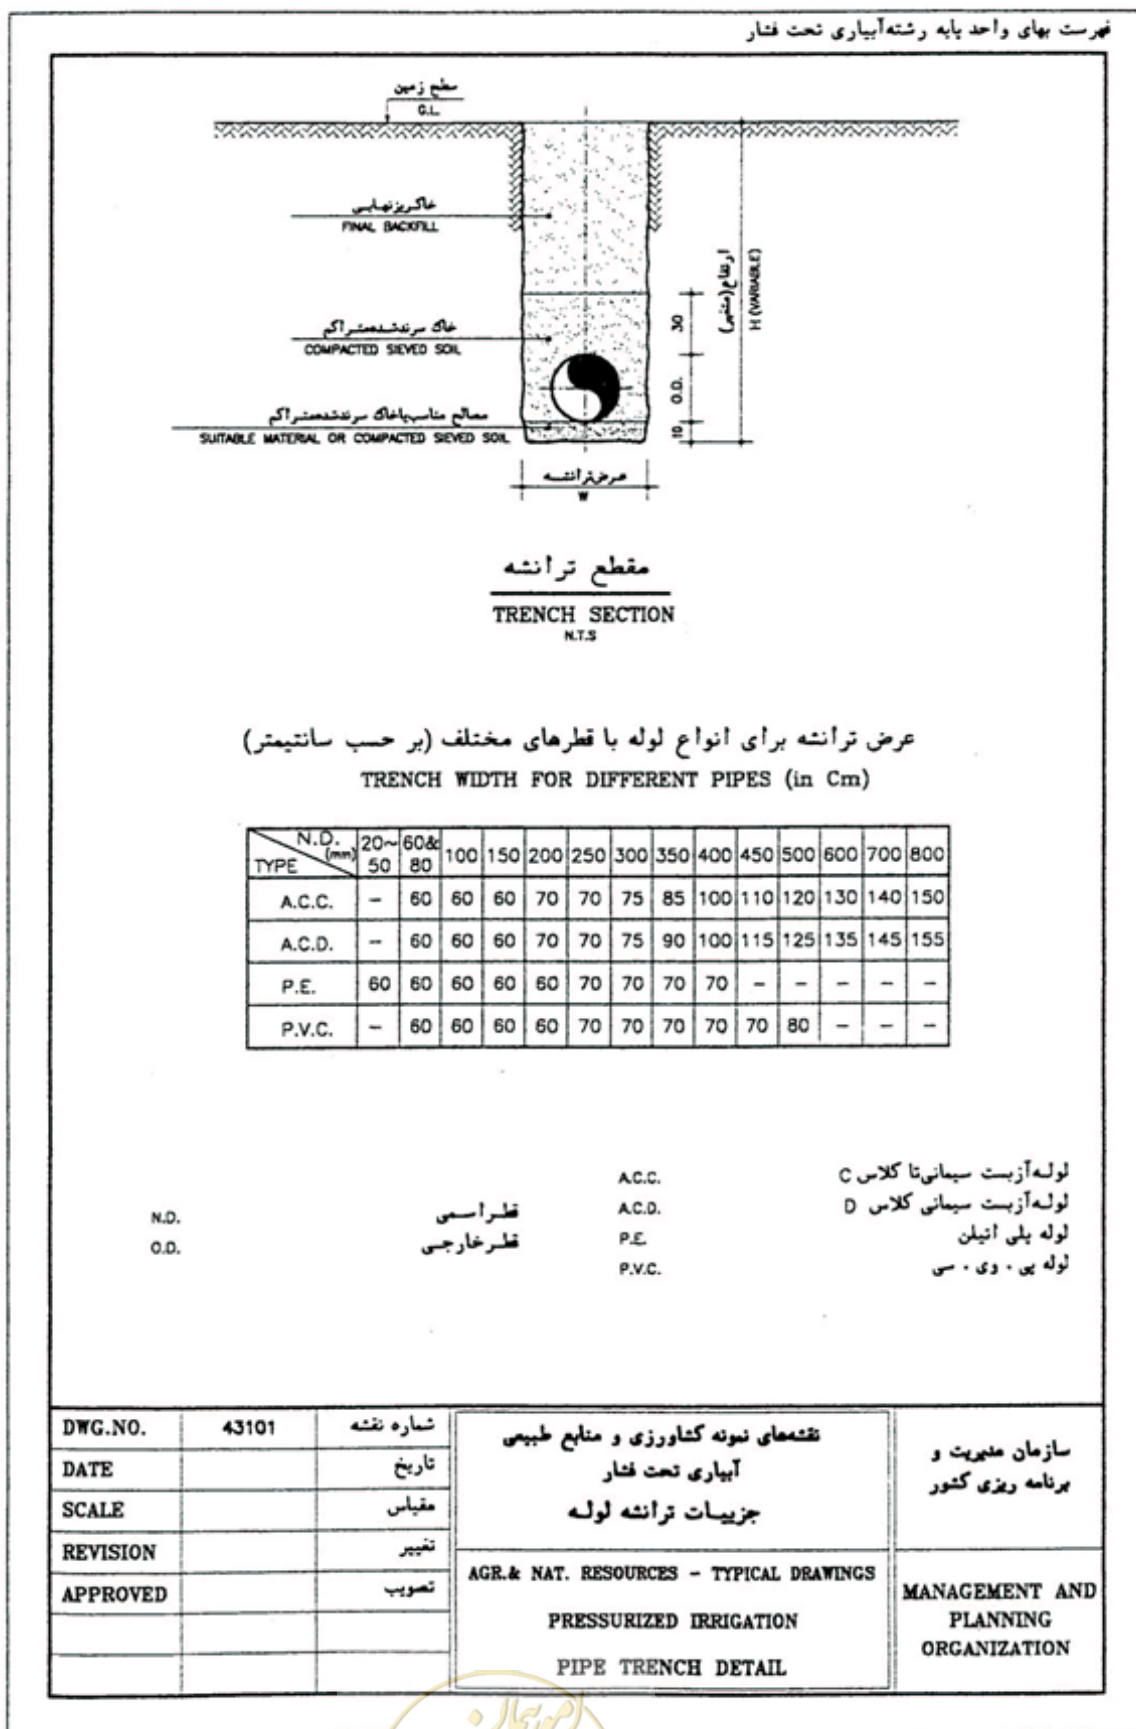 فهرست بهای واحد پایه رشته‌آبیاری تحت فشار
سطح زمین
G.L.
خاکریز نهایی
FINAL BACKFILL
خاک سرند شده متراکم
COMPACTED SIEVED SOIL
مصالح مناسب یا خاک سرند شده متراکم
SUITABLE MATERIAL OR COMPACTED SIEVED SOIL
30
O.D.
10
ارتفاع (متغیر)
H (VARIABLE)
عرض ترانشه
W
مقطع ترانشه
TRENCH SECTION
N.T.S
عرض ترانشه برای انواع لوله با قطرهای مختلف (بر حسب سانتیمتر)
TRENCH WIDTH FOR DIFFERENT PIPES (in Cm)
TYPE N.D. (mm) 20~50 60&80 100 150 200 250 300 350 400 450 500 600 700 800
A.C.C. – 60 60 60 70 70 75 85 100 110 120 130 140 150
A.C.D. – 60 60 60 70 70 75 90 100 115 125 135 145 155
P.E. 60 60 60 60 60 70 70 70 70 – – – – –
P.V.C. – 60 60 60 60 70 70 70 70 70 80 – – –
A.C.C. لوله‌آزبست سیمانی تا کلاس C
A.C.D. لوله‌آزبست سیمانی کلاس D
P.E. لوله پلی اتیلن
P.V.C. لوله پی . وی . سی
N.D. قطر اسمی
O.D. قطر خارجی
DWG.NO. 43101 شماره نقشه
DATE تاریخ
SCALE مقیاس
REVISION تغییر
APPROVED تصویب
نقشه‌های نمونه کشاورزی و منابع طبیعی
آبیاری تحت فشار
جزییات ترانشه لوله
AGR.& NAT. RESOURCES – TYPICAL DRAWINGS
PRESSURIZED IRRIGATION
PIPE TRENCH DETAIL
سازمان مدیریت و
برنامه ریزی کشور
MANAGEMENT AND
PLANNING
ORGANIZATION